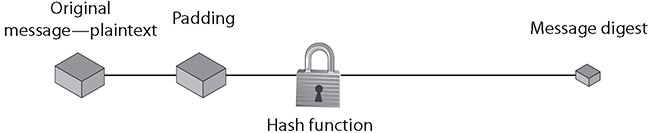 Original
message—plaintext
Padding
Hash function
Message digest